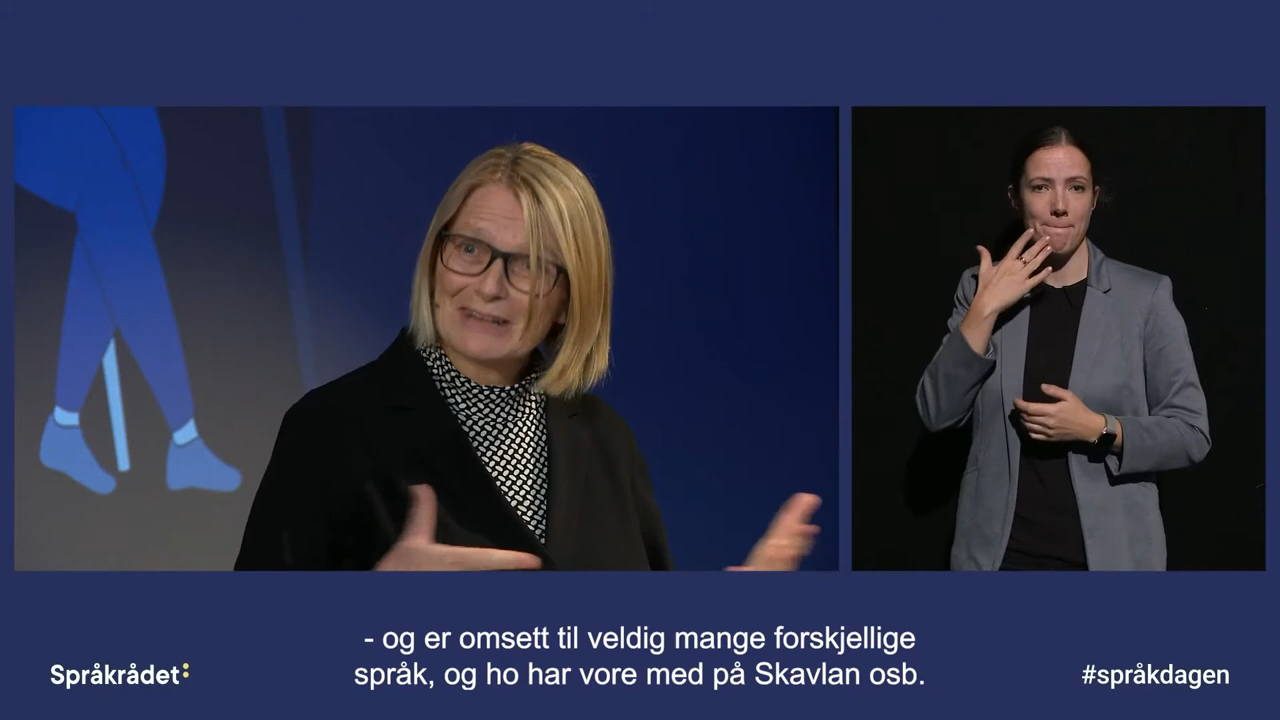 - og er omsett til veldig mange forskjellige
språk, og ho har vore med på Skavlan osb.
Språkrådet:
#språkdagen